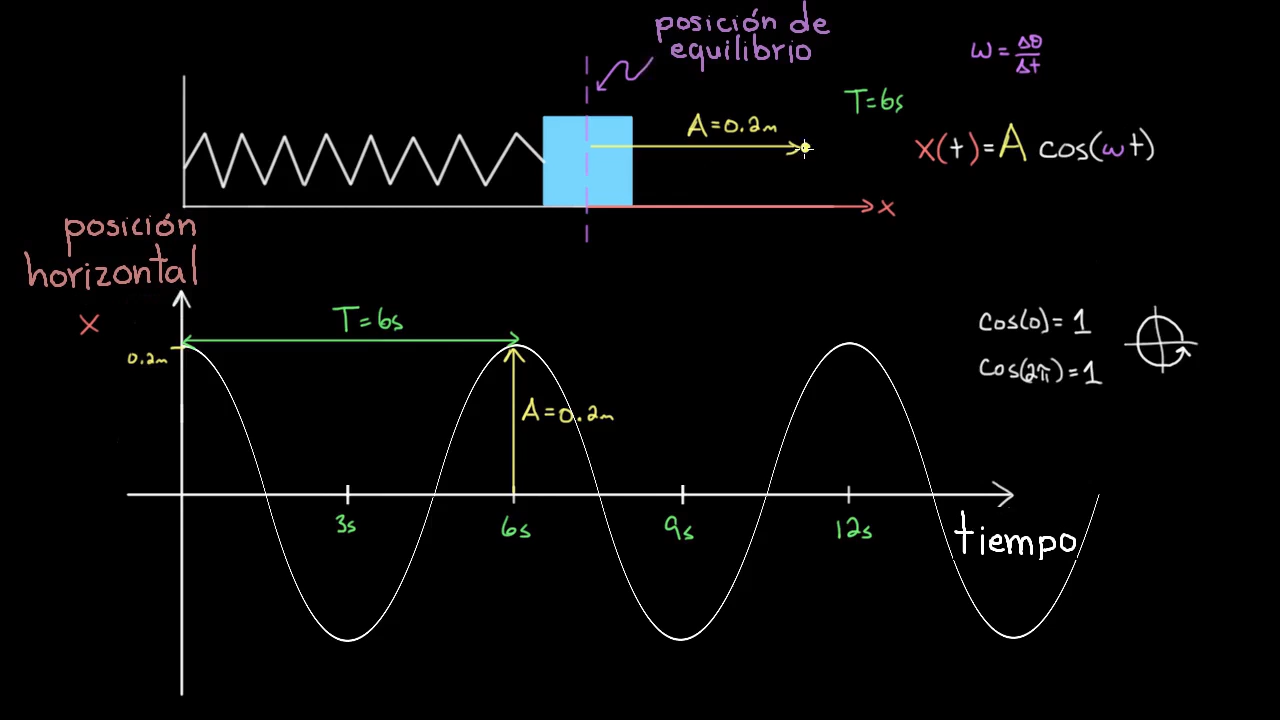 posición de
equilibrio
ω = Δθ/Δt
A = 0.2m
T = 6s
x(t) = A cos(ωt)
x
posición
horizontal
x
T = 6s
0.2m
A = 0.2m
cos(0) = 1
cos(2π) = 1
3s
6s
9s
12s
tiempo